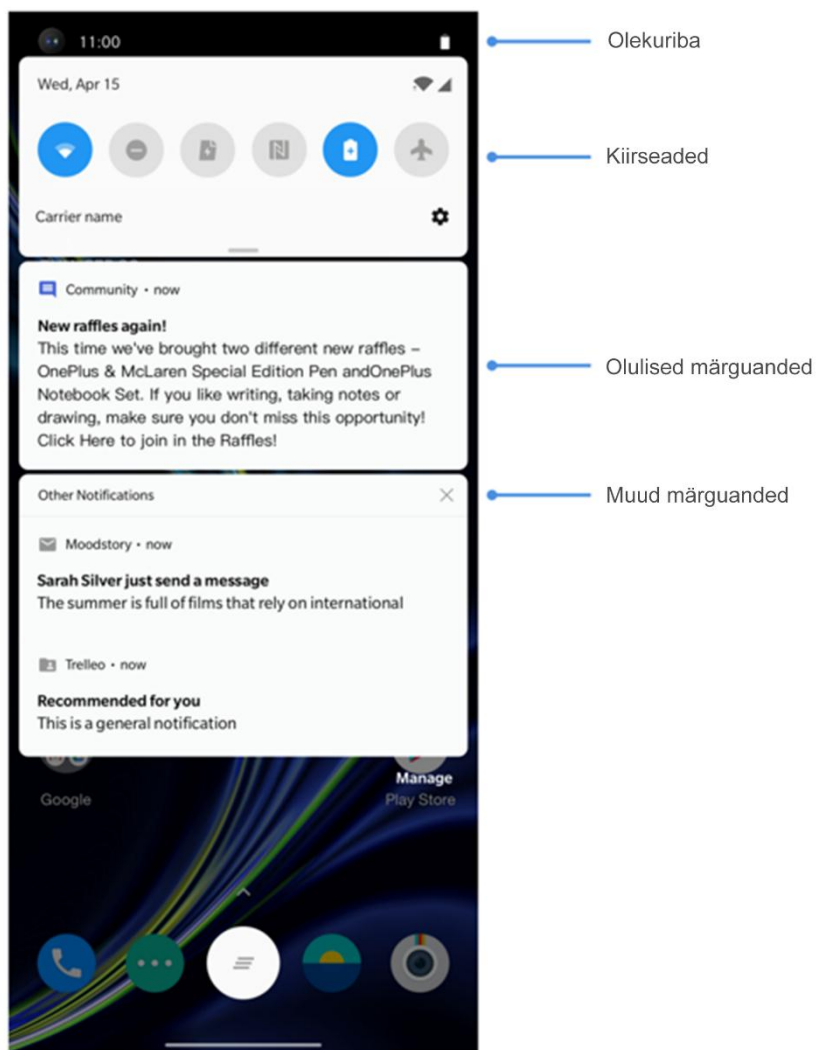 11:00
Olekuriba
Wed, Apr 15
Kiirseaded
Carrier name
Community • now
New raffles again!
This time we've brought two different new raffles –
OnePlus & McLaren Special Edition Pen andOnePlus
Notebook Set. If you like writing, taking notes or
drawing, make sure you don't miss this opportunity!
Click Here to join in the Raffles!
Olulised märguanded
Other Notifications
Muud märguanded
Moodstory • now
Sarah Silver just send a message
The summer is full of films that rely on international
Trelleo • now
Recommended for you
This is a general notification
Manage
Google
Play Store